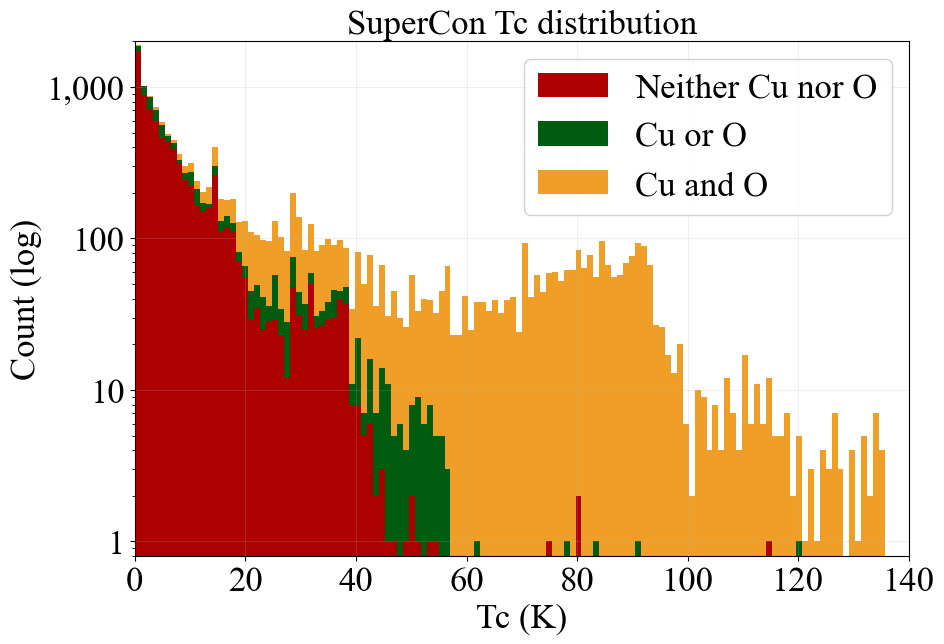 SuperCon Tc distribution
Neither Cu nor O
Cu or O
Cu and O
Count (log)
1,000
100
10
1
0 20 40 60 80 100 120 140
Tc (K)